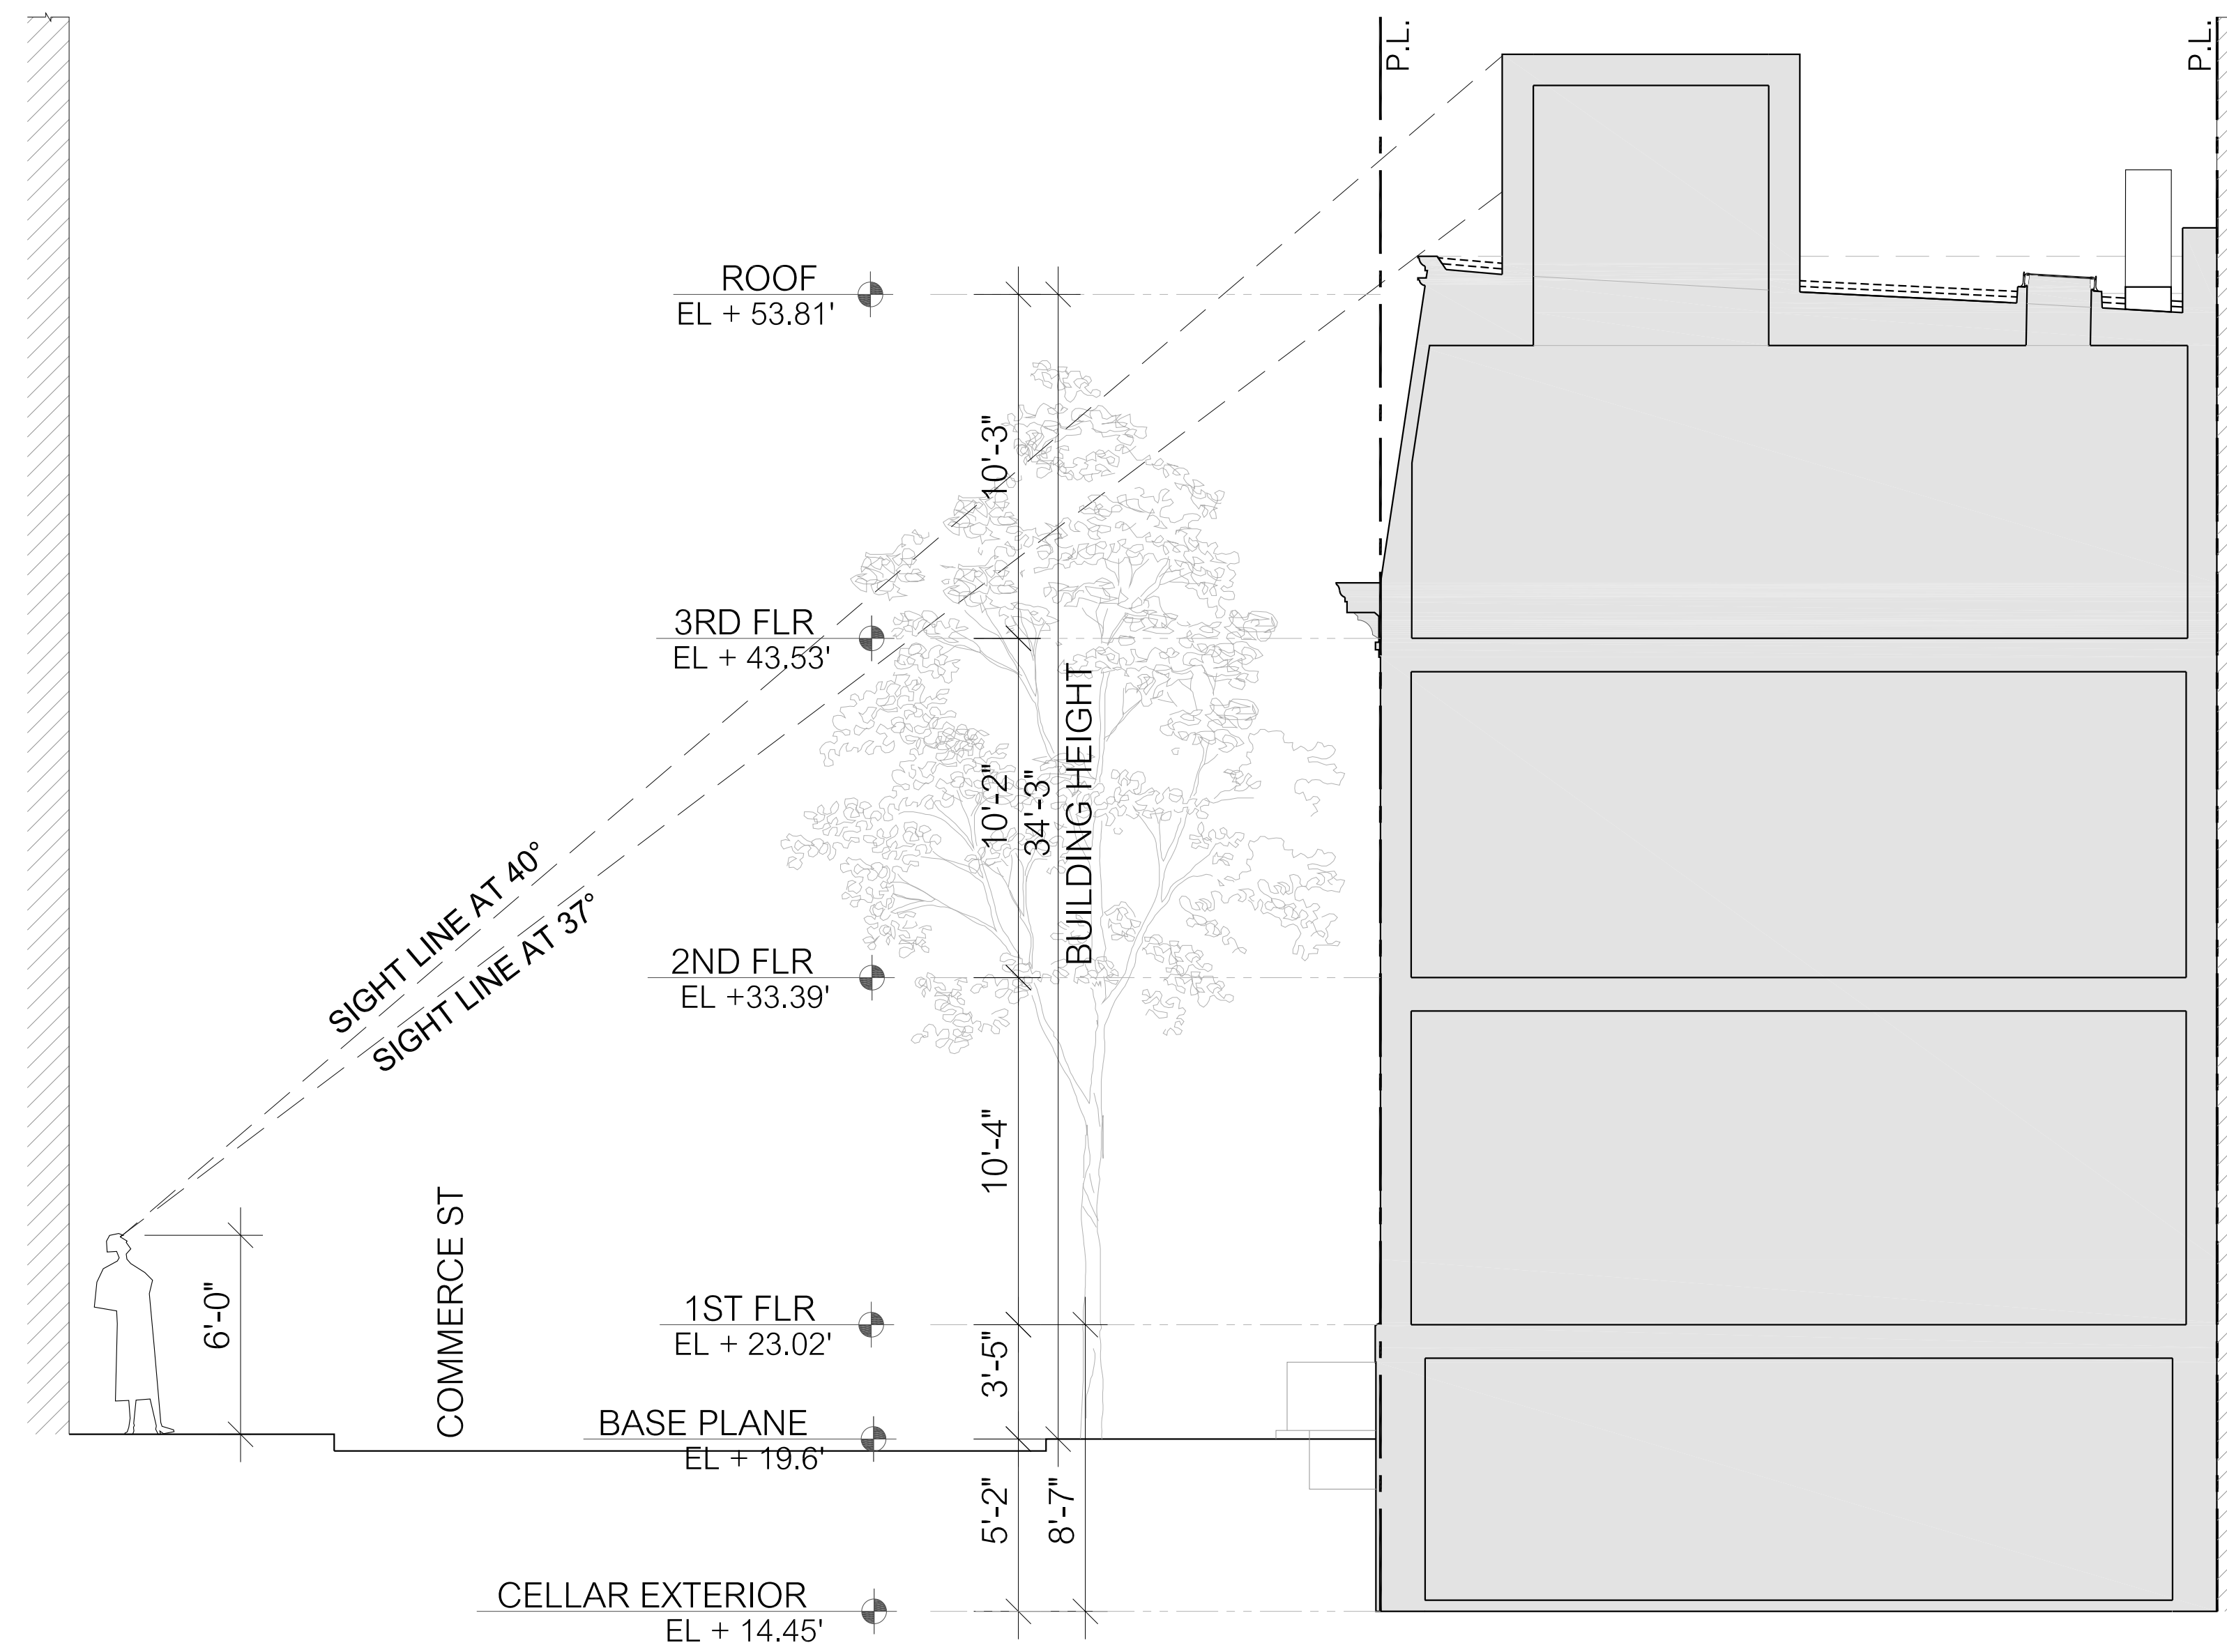 P.L.
P.L.
ROOF
EL + 53.81'
10'-3"
3RD FLR
EL + 43.53'
10'-2"
34'-3"
BUILDING HEIGHT
SIGHT LINE AT 40°
SIGHT LINE AT 37°
2ND FLR
EL +33.39'
10'-4"
COMMERCE ST
6'-0"
1ST FLR
EL + 23.02'
3'-5"
BASE PLANE
EL + 19.6'
5'-2"
8'-7"
CELLAR EXTERIOR
EL + 14.45'